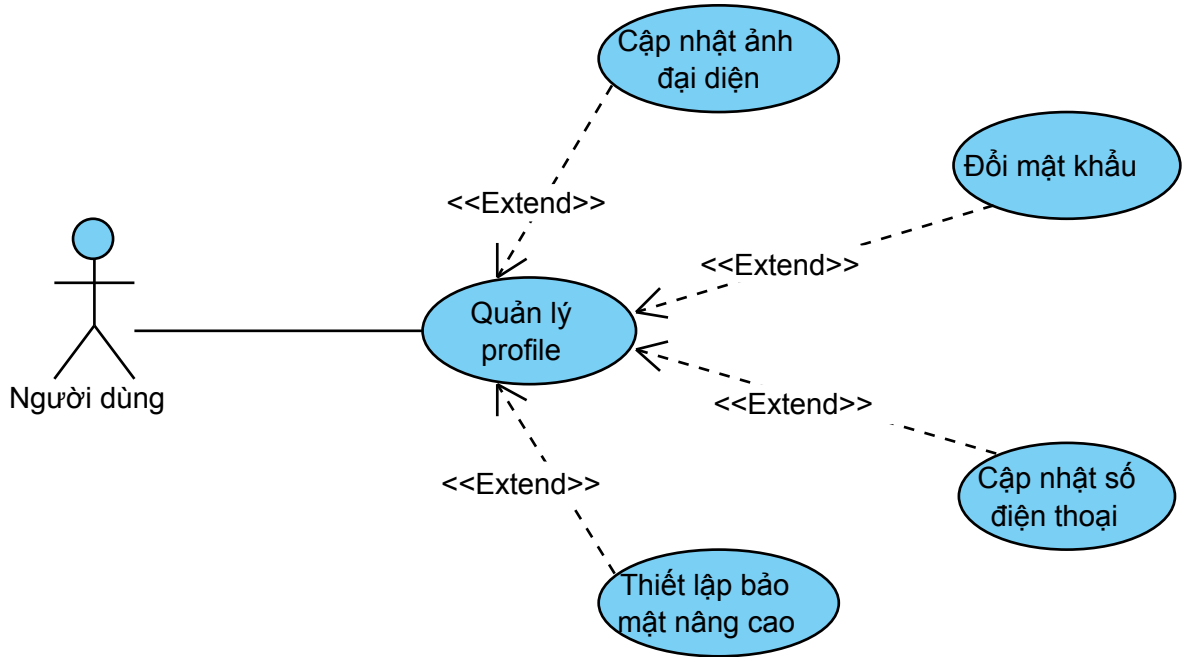 Cập nhật ảnh
đại diện
Đổi mật khẩu
<<Extend>>
<<Extend>>
Quản lý
profile
Người dùng
<<Extend>>
<<Extend>>
Cập nhật số
điện thoại
Thiết lập bảo
mật nâng cao